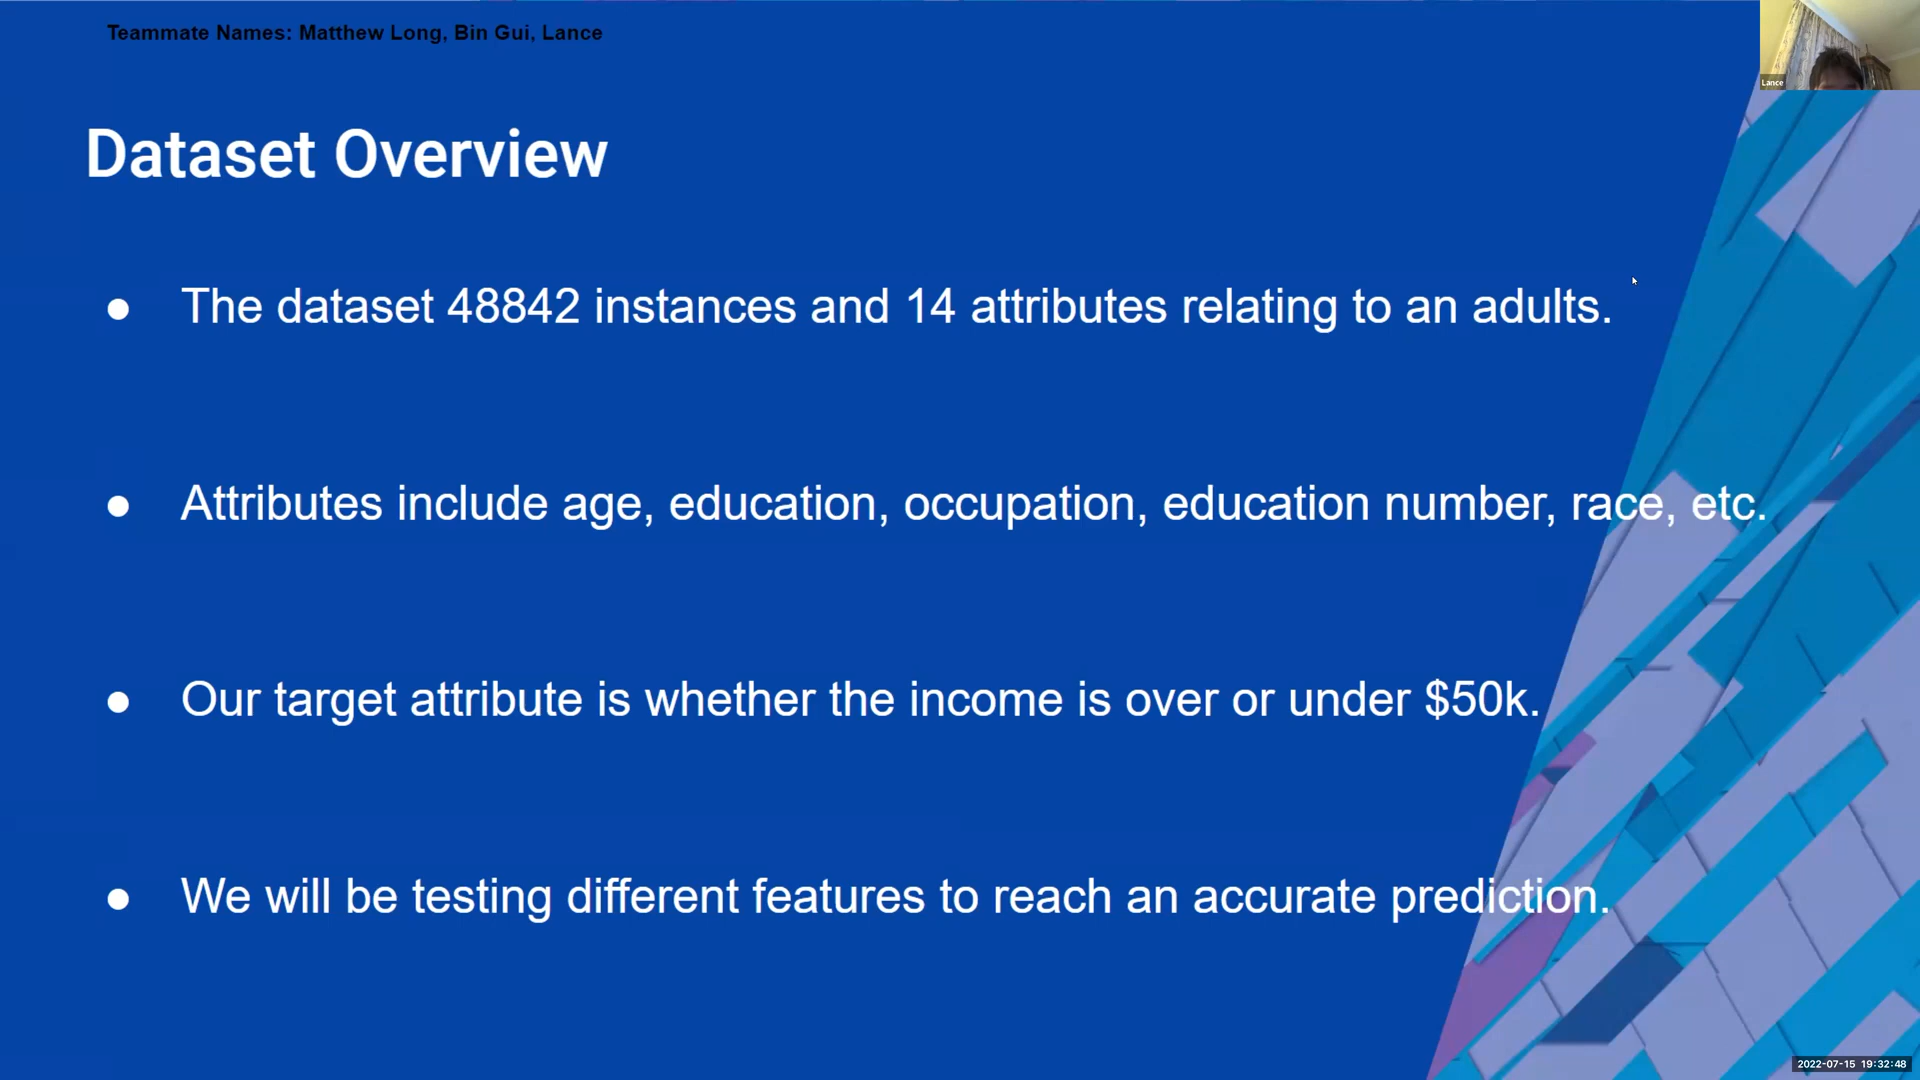 Teammate Names: Matthew Long, Bin Gui, Lance
Lance
Dataset Overview
● The dataset 48842 instances and 14 attributes relating to an adults.
● Attributes include age, education, occupation, education number, race, etc.
● Our target attribute is whether the income is over or under $50k.
● We will be testing different features to reach an accurate prediction.
2022-07-15 19:32:48